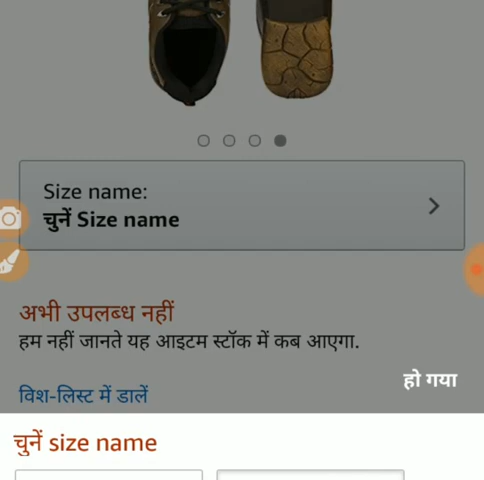 Size name:
चुनें Size name
अभी उपलब्ध नहीं
हम नहीं जानते यह आइटम स्टॉक में कब आएगा.
हो गया
विश-लिस्ट में डालें
चुनें size name